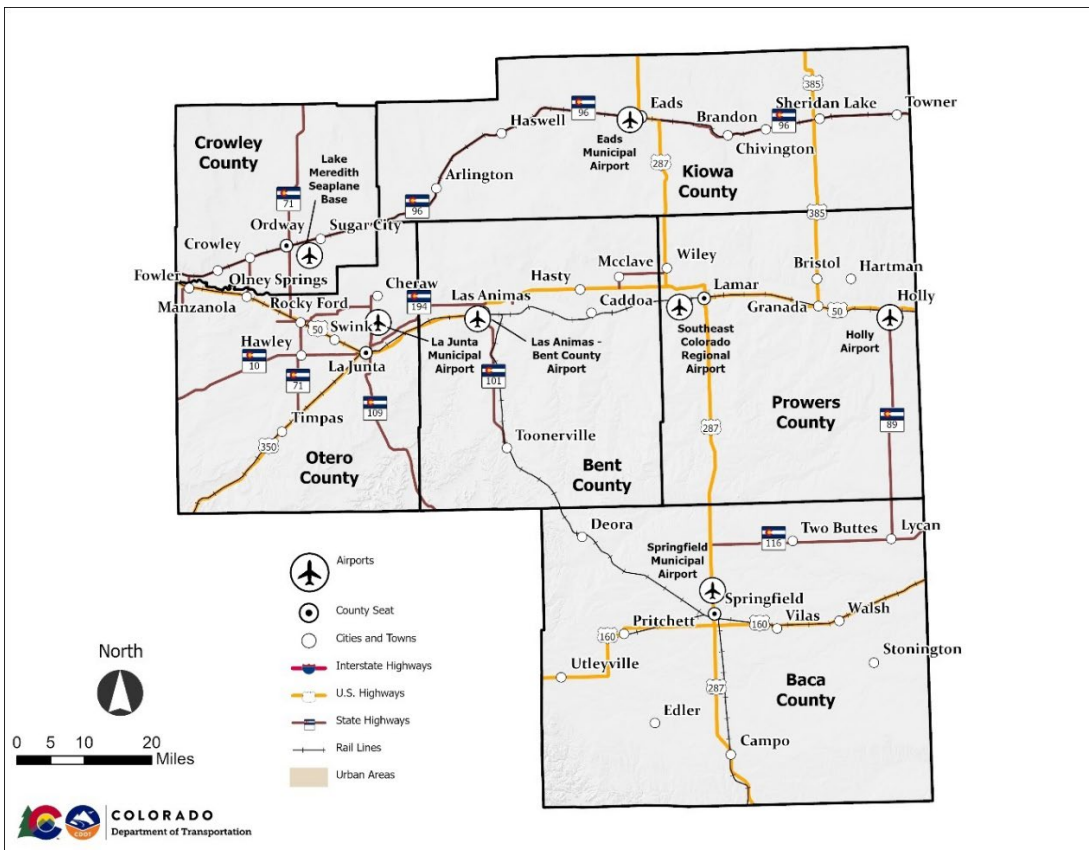 385
Sheridan Lake
Towner
Eads
96
Brandon
96
Haswell
Eads
Municipal
Airport
Chivington
Crowley
County
Lake
Meredith
Seaplane
Base
287
Kiowa
County
Arlington
71
96
385
Ordway
Sugar City
Crowley
Wiley
Fowler
Olney Springs
Cheraw
Hasty
Mcclave
Bristol
Hartman
Manzanola
Rocky Ford
194
Las Animas
Caddoa
Lamar
Granada
50
Holly
50
Swink
Hawley
La Junta
Municipal
Airport
Las Animas -
Bent County
Airport
Southeast
Colorado
Regional
Airport
Holly
Airport
10
La Junta
71
101
109
Prowers
County
89
Timpas
287
350
Toonerville
Otero
County
Bent
County
Deora
Springfield
Municipal
Airport
116
Two Buttes
Lycan
Springfield
Pritchett
160
160
Vilas
Walsh
Utleyville
Stonington
287
Baca
County
Edler
Campo
Airports
County Seat
Cities and Towns
Interstate Highways
U.S. Highways
State Highways
Rail Lines
Urban Areas
North
0 5 10 20
Miles
CDOT
COLORADO
Department of Transportation